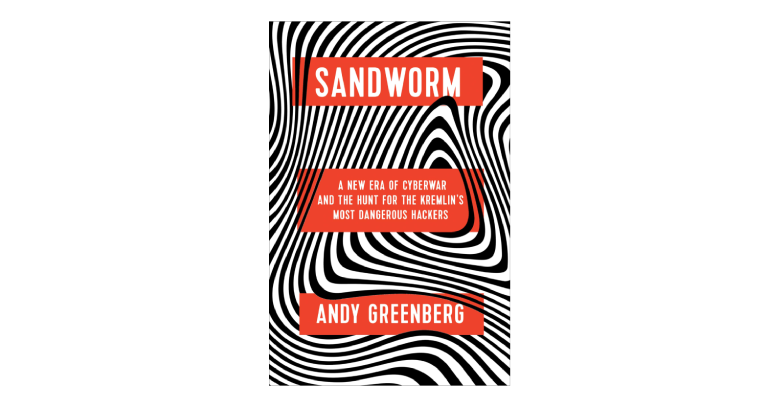 SANDWORM
A NEW ERA OF CYBERWAR
AND THE HUNT FOR THE KREMLIN'S
MOST DANGEROUS HACKERS
ANDY GREENBERG